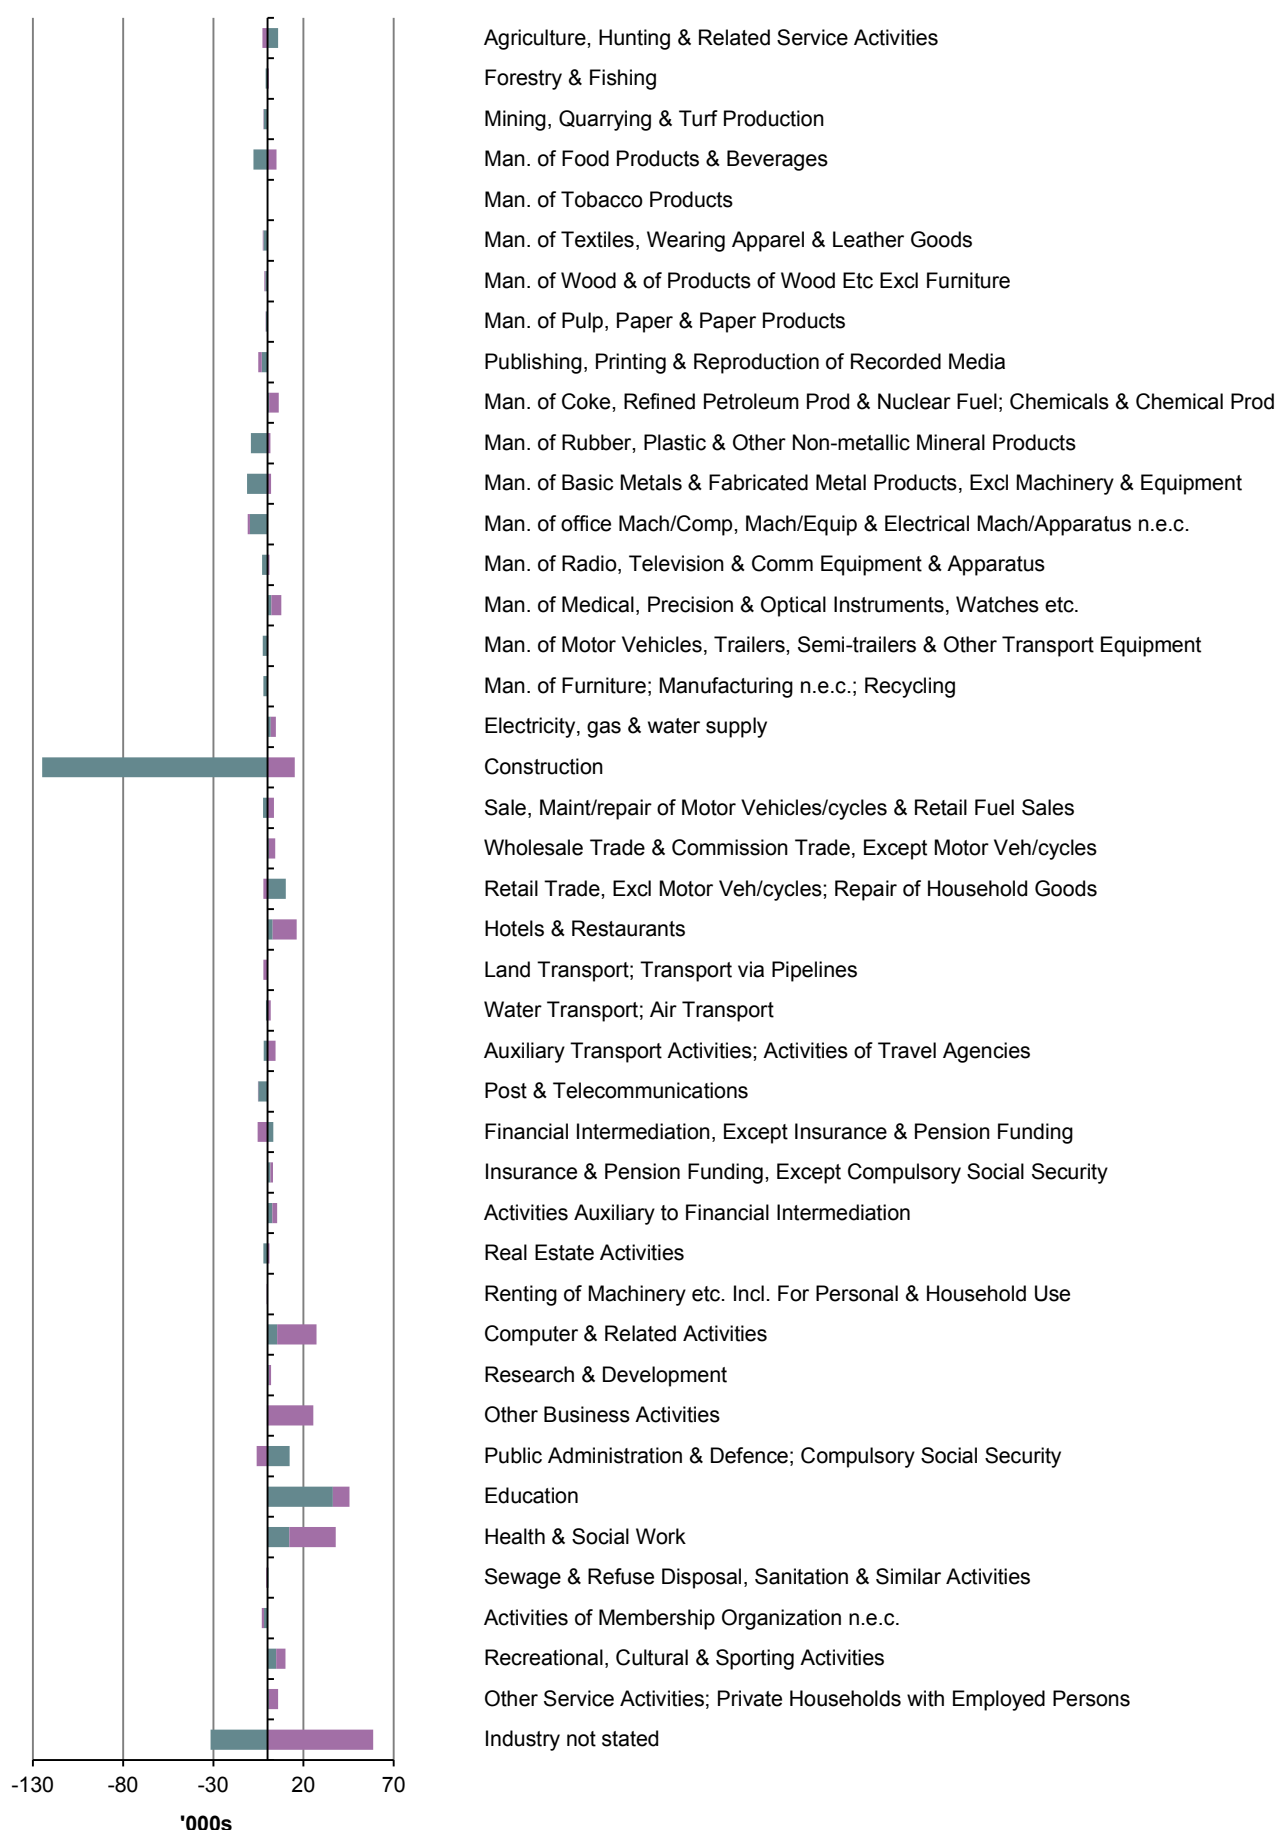 Agriculture, Hunting & Related Service Activities
Forestry & Fishing
Mining, Quarrying & Turf Production
Man. of Food Products & Beverages
Man. of Tobacco Products
Man. of Textiles, Wearing Apparel & Leather Goods
Man. of Wood & of Products of Wood Etc Excl Furniture
Man. of Pulp, Paper & Paper Products
Publishing, Printing & Reproduction of Recorded Media
Man. of Coke, Refined Petroleum Prod & Nuclear Fuel; Chemicals & Chemical Prod
Man. of Rubber, Plastic & Other Non-metallic Mineral Products
Man. of Basic Metals & Fabricated Metal Products, Excl Machinery & Equipment
Man. of office Mach/Comp, Mach/Equip & Electrical Mach/Apparatus n.e.c.
Man. of Radio, Television & Comm Equipment & Apparatus
Man. of Medical, Precision & Optical Instruments, Watches etc.
Man. of Motor Vehicles, Trailers, Semi-trailers & Other Transport Equipment
Man. of Furniture; Manufacturing n.e.c.; Recycling
Electricity, gas & water supply
Construction
Sale, Maint/repair of Motor Vehicles/cycles & Retail Fuel Sales
Wholesale Trade & Commission Trade, Except Motor Veh/cycles
Retail Trade, Excl Motor Veh/cycles; Repair of Household Goods
Hotels & Restaurants
Land Transport; Transport via Pipelines
Water Transport; Air Transport
Auxiliary Transport Activities; Activities of Travel Agencies
Post & Telecommunications
Financial Intermediation, Except Insurance & Pension Funding
Insurance & Pension Funding, Except Compulsory Social Security
Activities Auxiliary to Financial Intermediation
Real Estate Activities
Renting of Machinery etc. Incl. For Personal & Household Use
Computer & Related Activities
Research & Development
Other Business Activities
Public Administration & Defence; Compulsory Social Security
Education
Health & Social Work
Sewage & Refuse Disposal, Sanitation & Similar Activities
Activities of Membership Organization n.e.c.
Recreational, Cultural & Sporting Activities
Other Service Activities; Private Households with Employed Persons
Industry not stated
-130 -80 -30 20 70
'000s